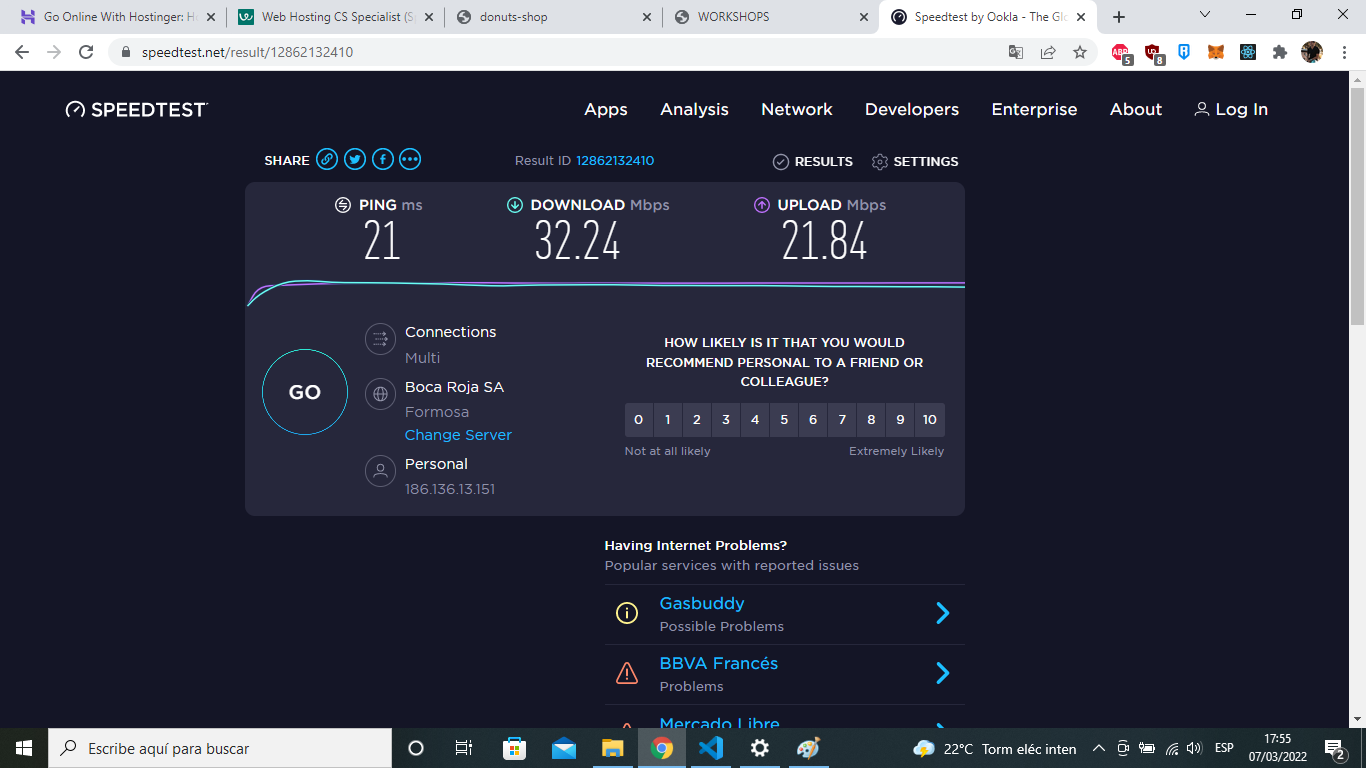 Go Online With Hostinger: H
Web Hosting CS Specialist (S
donuts-shop
WORKSHOPS
Speedtest by Ookla - The Glo
speedtest.net/result/12862132410
ABP
5
8
SPEEDTEST
Apps
Analysis
Network
Developers
Enterprise
About
Log In
SHARE
Result ID 12862132410
RESULTS
SETTINGS
PING ms
21
DOWNLOAD Mbps
32.24
UPLOAD Mbps
21.84
GO
Connections
Multi
Boca Roja SA
Formosa
Change Server
Personal
186.136.13.151
HOW LIKELY IS IT THAT YOU WOULD
RECOMMEND PERSONAL TO A FRIEND OR
COLLEAGUE?
0 1 2 3 4 5 6 7 8 9 10
Not at all likely
Extremely Likely
Having Internet Problems?
Popular services with reported issues
Gasbuddy
Possible Problems
BBVA Francés
Problems
Mercado Libre
Escribe aquí para buscar
22°C Torm eléc inten
ESP
17:55
07/03/2022
2